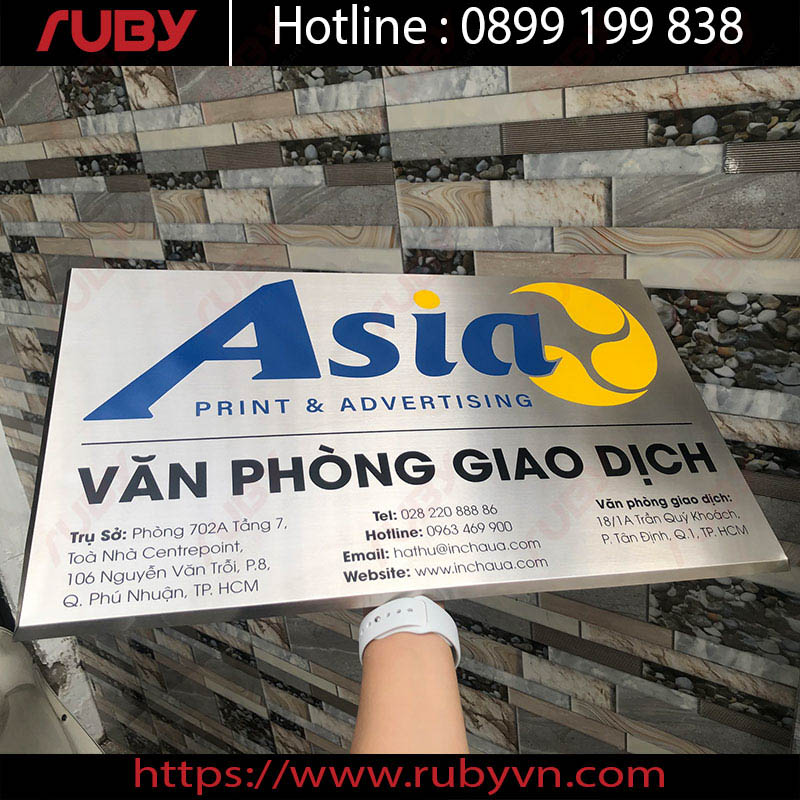 RUBY
Hotline : 0899 199 838
Asia
PRINT & ADVERTISING
VĂN PHÒNG GIAO DỊCH
Trụ Sở: Phòng 702A Tầng 7,
Toà Nhà Centrepoint,
106 Nguyễn Văn Trỗi, P.8,
Q. Phú Nhuận, TP. HCM
Tel: 028 220 888 86
Hotline: 0963 469 900
Email: hathu@inchaua.com
Website: www.inchaua.com
Văn phòng giao dịch:
18/1A Trần Quý Khoách,
P. Tân Định, Q.1, TP. HCM
https://www.rubyvn.com